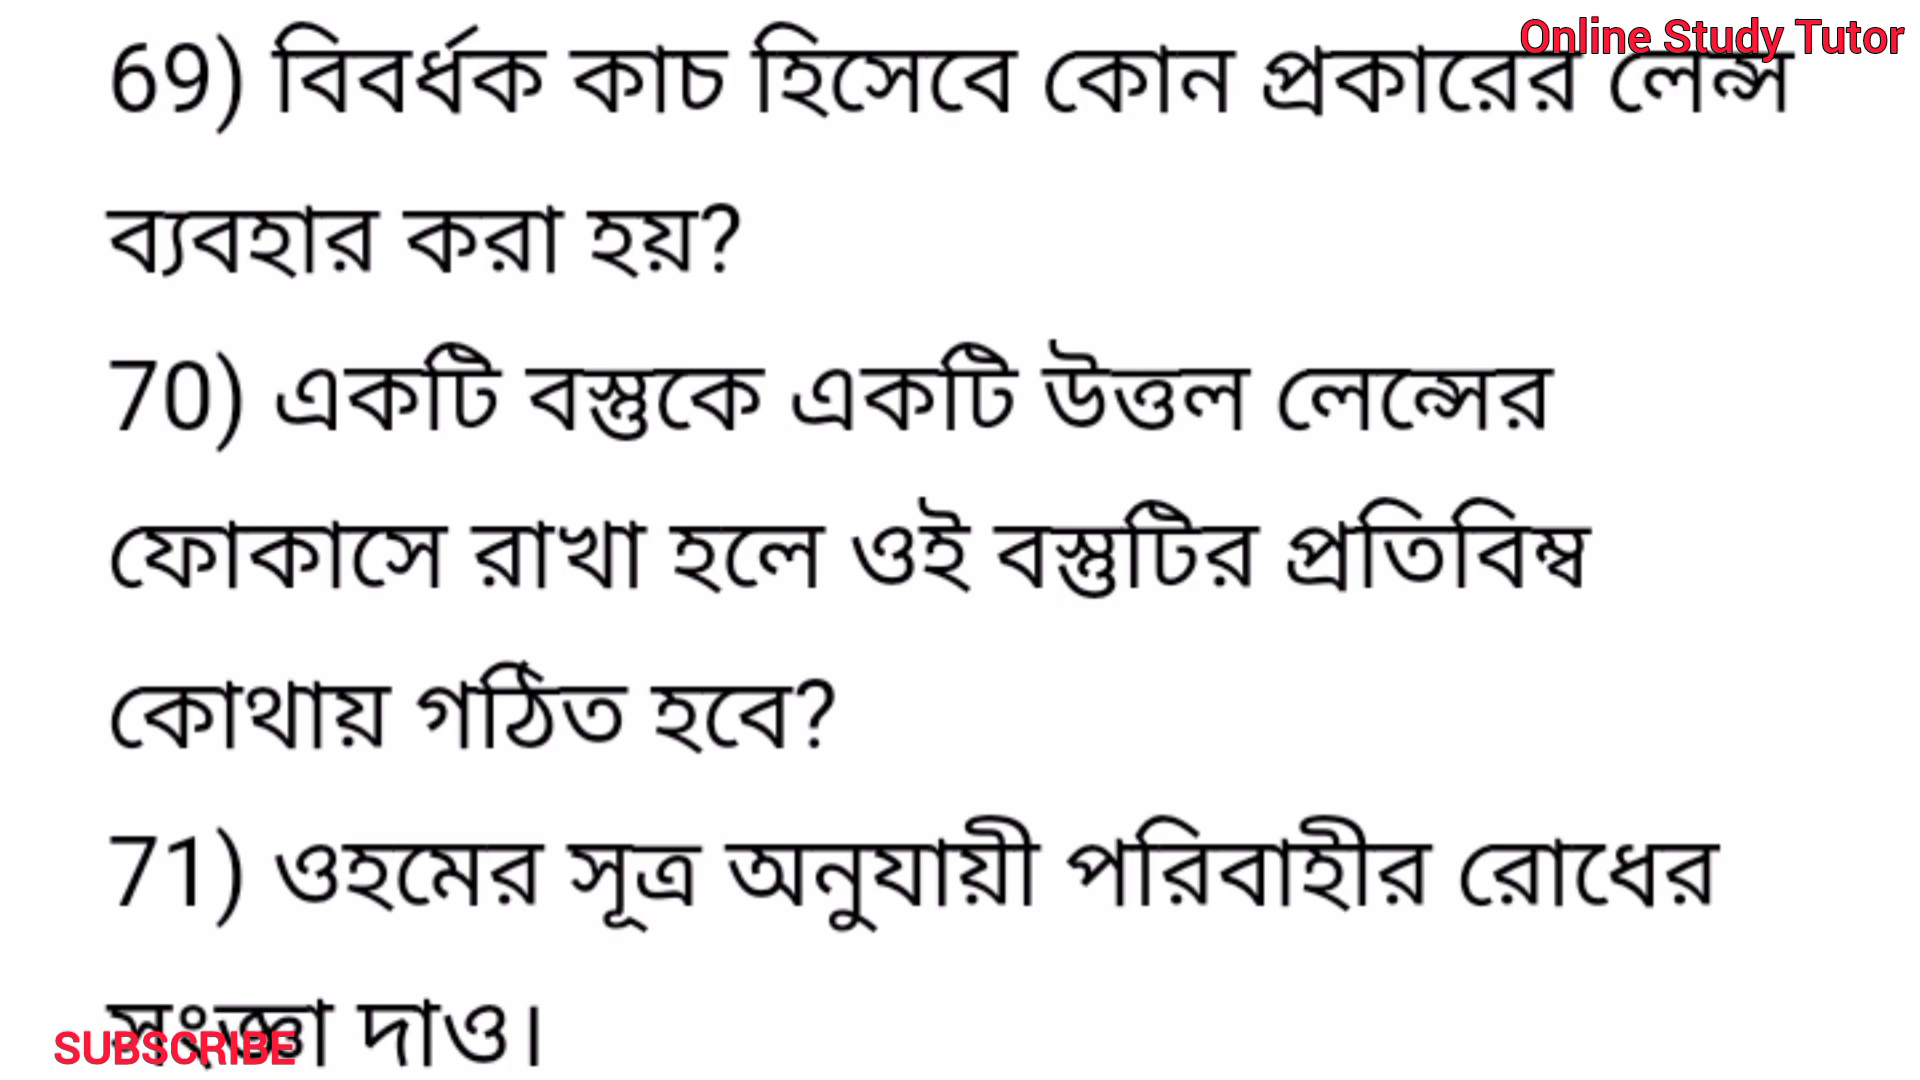 Online Study Tutor
69) বিবর্ধক কাচ হিসেবে কোন প্রকারের লেন্স
ব্যবহার করা হয়?
70) একটি বস্তুকে একটি উত্তল লেন্সের
ফোকাসে রাখা হলে ওই বস্তুটির প্রতিবিম্ব
কোথায় গঠিত হবে?
71) ওহমের সূত্র অনুযায়ী পরিবাহীর রোধের
সংজ্ঞা দাও।
SUBSCRIBE